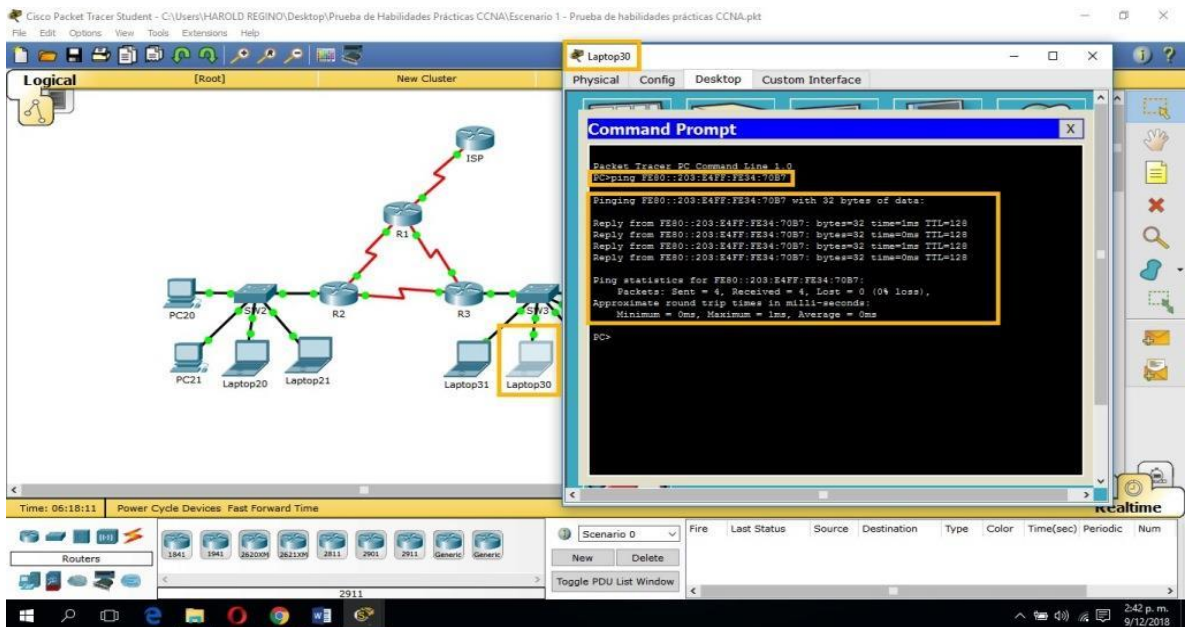 Cisco Packet Tracer Student - C:\Users\HAROLD REGINO\Desktop\Prueba de Habilidades Prácticas CCNA\Escenario 1 - Prueba de habilidades prácticas CCNA.pkt
File Edit Options View Tools Extensions Help
Logical [Root] New Cluster
Laptop30
Physical Config Desktop Custom Interface
Command Prompt X
Packet Tracer PC Command Line 1.0
PC>ping FE80::203:E4FF:FE34:70B7
Pinging FE80::203:E4FF:FE34:70B7 with 32 bytes of data:
Reply from FE80::203:E4FF:FE34:70B7: bytes=32 time=1ms TTL=128
Reply from FE80::203:E4FF:FE34:70B7: bytes=32 time=0ms TTL=128
Reply from FE80::203:E4FF:FE34:70B7: bytes=32 time=1ms TTL=128
Reply from FE80::203:E4FF:FE34:70B7: bytes=32 time=0ms TTL=128
Ping statistics for FE80::203:E4FF:FE34:70B7:
Packets: Sent = 4, Received = 4, Lost = 0 (0% loss),
Approximate round trip times in milli-seconds:
Minimum = 0ms, Maximum = 1ms, Average = 0ms
PC>
ISP
R1
PC20 SW2 R2 R3 SW3
PC21 Laptop20 Laptop21 Laptop31 Laptop30
Time: 06:18:11 Power Cycle Devices Fast Forward Time Realtime
Routers
1841 1941 2620XM 2621XM 2811 2901 2911 Generic Generic
2911
Scenario 0
New Delete
Toggle PDU List Window
Fire Last Status Source Destination Type Color Time(sec) Periodic Num
2:42 p. m.
9/12/2018